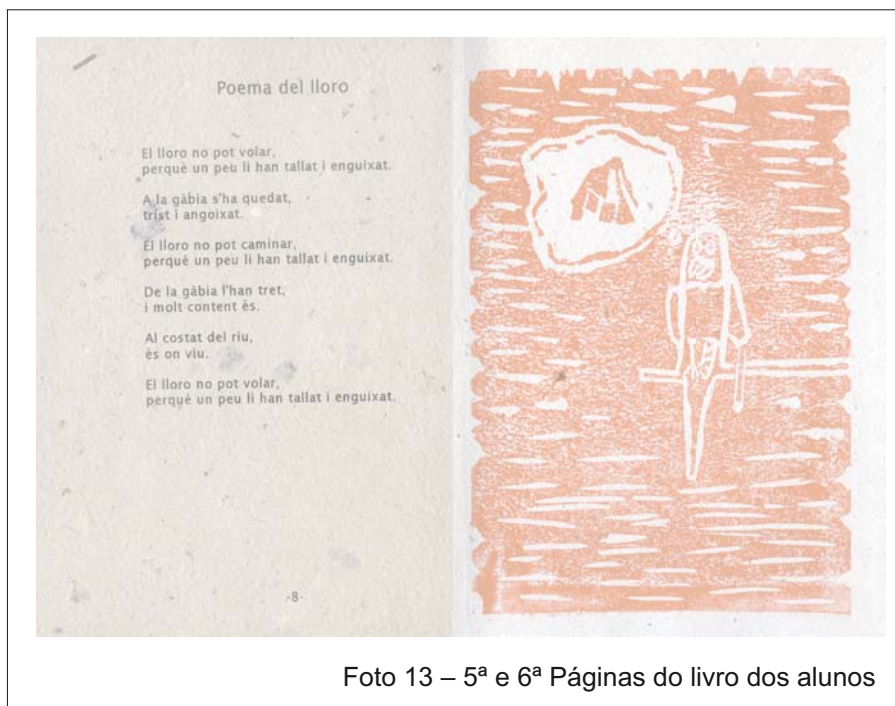 Poema del lloro
El lloro no pot volar,
perquè un peu li han tallat i enguixat.
A la gàbia s'ha quedat,
trist i angoixat.
El lloro no pot caminar,
perquè un peu li han tallat i enguixat.
De la gàbia l'han tret,
i molt content ès.
Al costat del riu,
ès on viu.
El lloro no pot volar,
perquè un peu li han tallat i enguixat.
-8-
Foto 13 – 5ª e 6ª Páginas do livro dos alunos